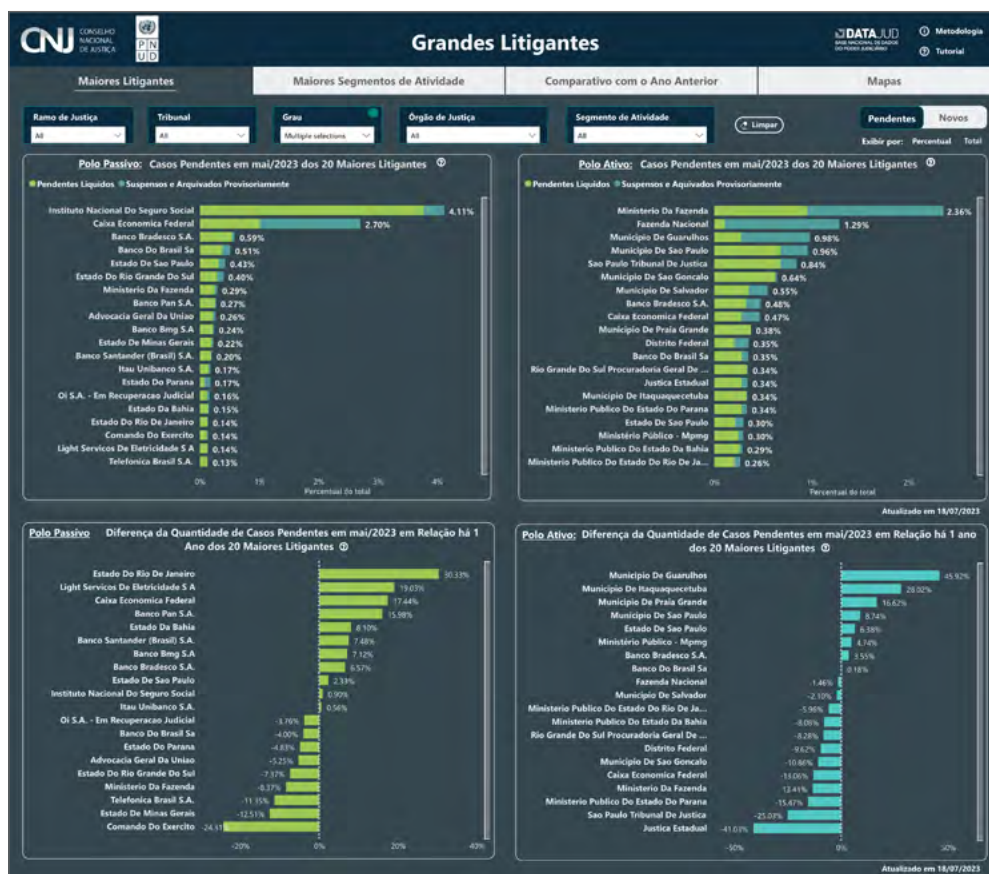 CNJ CONSELHO NACIONAL DE JUSTIÇA
PNUD
Grandes Litigantes
DATAJUD
BASE NACIONAL DE DADOS DO PODER JUDICIÁRIO
Metodologia
Tutorial
Maiores Litigantes
Maiores Segmentos de Atividade
Comparativo com o Ano Anterior
Mapas
Ramo de Justiça
All
Tribunal
All
Grau
Multiple selections
Órgão de Justiça
All
Segmento de Atividade
All
Limpar
Pendentes
Novos
Exibir por: Percentual Total
Polo Passivo: Casos Pendentes em mai/2023 dos 20 Maiores Litigantes
Pendentes Liquidos Suspensos e Arquivados Provisoriamente
Instituto Nacional Do Seguro Social 4.11%
Caixa Economica Federal 2.70%
Banco Bradesco S.A. 0.59%
Banco Do Brasil Sa 0.51%
Estado De Sao Paulo 0.43%
Estado Do Rio Grande Do Sul 0.40%
Ministerio Da Fazenda 0.29%
Banco Pan S.A. 0.27%
Advocacia Geral Da Uniao 0.26%
Banco Bmg S.A 0.24%
Estado De Minas Gerais 0.22%
Banco Santander (Brasil) S.A. 0.20%
Itau Unibanco S.A. 0.17%
Estado Do Parana 0.17%
Oi S.A. - Em Recuperacao Judicial 0.16%
Estado Da Bahia 0.15%
Estado Do Rio De Janeiro 0.14%
Comando Do Exercito 0.14%
Light Servicos De Eletricidade S A 0.14%
Telefonica Brasil S.A. 0.13%
0% 1% 2% 3% 4%
Percentual do total
Polo Ativo: Casos Pendentes em mai/2023 dos 20 Maiores Litigantes
Pendentes Liquidos Suspensos e Aquivados Provisoriamente
Ministerio Da Fazenda 2.36%
Fazenda Nacional 1.29%
Municipio De Guarulhos 0.98%
Municipio De Sao Paulo 0.96%
Sao Paulo Tribunal De Justica 0.84%
Municipio De Sao Goncalo 0.64%
Municipio De Salvador 0.55%
Banco Bradesco S.A. 0.48%
Caixa Economica Federal 0.47%
Municipio De Praia Grande 0.38%
Distrito Federal 0.35%
Banco Do Brasil Sa 0.35%
Rio Grande Do Sul Procuradoria Geral De ... 0.34%
Justica Estadual 0.34%
Municipio De Itaquaquecetuba 0.34%
Ministerio Publico Do Estado Do Parana 0.34%
Estado De Sao Paulo 0.30%
Ministério Público - Mpmg 0.30%
Ministerio Publico Do Estado Da Bahia 0.29%
Ministerio Publico Do Estado Do Rio De Ja... 0.26%
0% 1% 2%
Percentual do total
Atualizado em 18/07/2023
Polo Passivo Diferença da Quantidade de Casos Pendentes em mai/2023 em Relação há 1
Ano dos 20 Maiores Litigantes
Estado Do Rio De Janeiro 30.33%
Light Servicos De Eletricidade S A 19.03%
Caixa Economica Federal 17.44%
Banco Pan S.A. 15.98%
Estado Da Bahia 8.10%
Banco Santander (Brasil) S.A. 7.48%
Banco Bmg S.A 7.12%
Banco Bradesco S.A. 6.57%
Estado De Sao Paulo 2.33%
Instituto Nacional Do Seguro Social 0.90%
Itau Unibanco S.A. 0.56%
Oi S.A. - Em Recuperacao Judicial -3.76%
Banco Do Brasil Sa -4.00%
Estado Do Parana -4.83%
Advocacia Geral Da Uniao -5.25%
Estado Do Rio Grande Do Sul -7.37%
Ministerio Da Fazenda -8.37%
Telefonica Brasil S.A. -11.35%
Estado De Minas Gerais -12.51%
Comando Do Exercito
-20% 0% 20% 40%
Polo Ativo: Diferença da Quantidade de Casos Pendentes em mai/2023 em Relação há 1 ano
dos 20 Maiores Litigantes
Municipio De Guarulhos 45.92%
Municipio De Itaquaquecetuba 28.02%
Municipio De Praia Grande 16.62%
Municipio De Sao Paulo 8.74%
Estado De Sao Paulo 6.38%
Ministério Público - Mpmg 4.74%
Banco Bradesco S.A. 3.55%
Banco Do Brasil Sa 0.18%
Fazenda Nacional -1.46%
Municipio De Salvador -2.10%
Ministerio Publico Do Estado Do Rio De Ja... -5.96%
Ministerio Publico Do Estado Da Bahia -8.06%
Rio Grande Do Sul Procuradoria Geral De ... -8.28%
Distrito Federal -9.62%
Municipio De Sao Goncalo -10.66%
Caixa Economica Federal -13.06%
Ministerio Da Fazenda 13.41%
Ministerio Publico Do Estado Do Parana -15.47%
Sao Paulo Tribunal De Justica -25.03%
Justica Estadual -41.03%
-50% 0% 50%
Atualizado em 18/07/2023